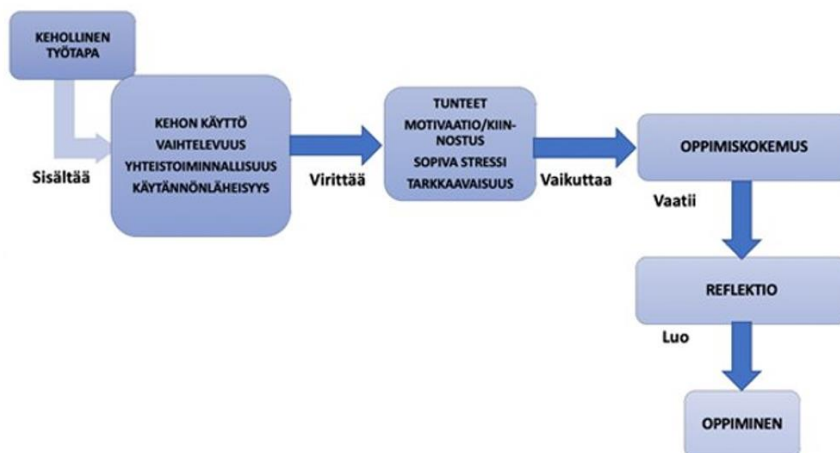 KEHOLLINEN
TYÖTAPA
Sisältää
KEHON KÄYTTÖ
VAIHTELEVUUS
YHTEISTOIMINNALLISUUS
KÄYTÄNNÖNLÄHEISYYS
Virittää
TUNTEET
MOTIVAATIO/KIIN-
NOSTUS
SOPIVA STRESSI
TARKKAAVAISUUS
Vaikuttaa
OPPIMISKOKEMUS
Vaatii
REFLEKTIO
Luo
OPPIMINEN